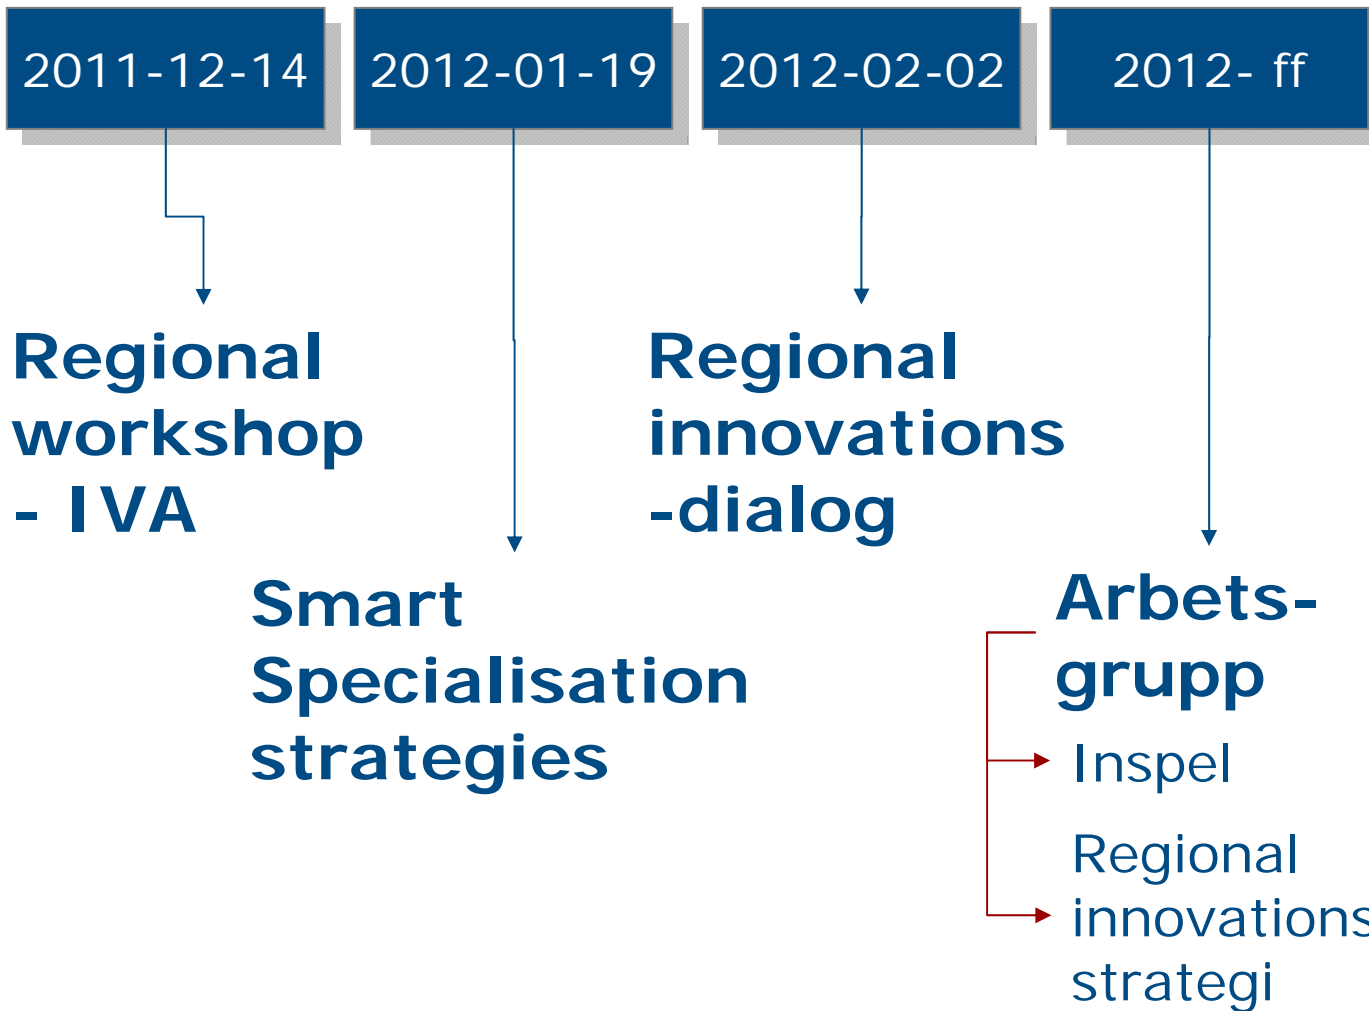 2011-12-14
2012-01-19
2012-02-02
2012- ff
Regional
workshop
- IVA
Smart
Specialisation
strategies
Regional
innovations
-dialog
Arbets-
grupp
Inspel
Regional
innovations
strategi